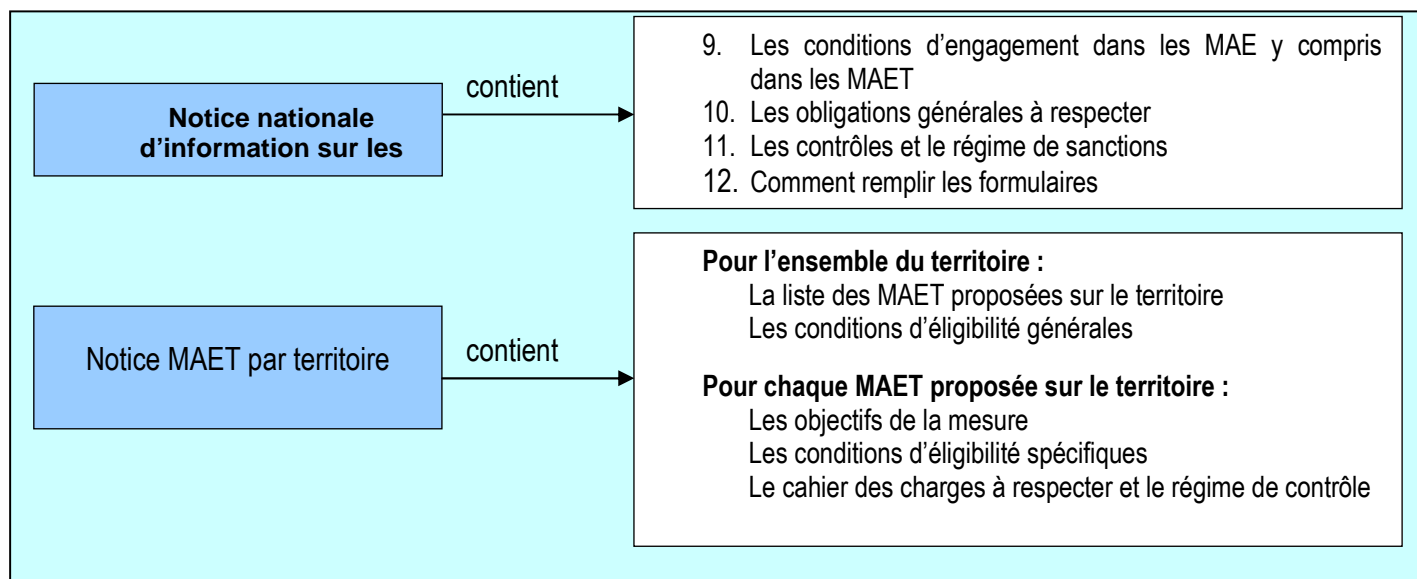 Notice nationale
d'information sur les
contient
9. Les conditions d'engagement dans les MAE y compris
dans les MAET
10. Les obligations générales à respecter
11. Les contrôles et le régime de sanctions
12. Comment remplir les formulaires
Notice MAET par territoire
contient
Pour l'ensemble du territoire :
La liste des MAET proposées sur le territoire
Les conditions d'éligibilité générales
Pour chaque MAET proposée sur le territoire :
Les objectifs de la mesure
Les conditions d'éligibilité spécifiques
Le cahier des charges à respecter et le régime de contrôle